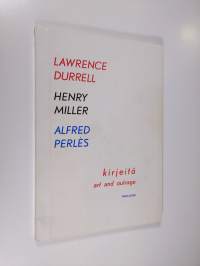 LAWRENCE
DURRELL
HENRY
MILLER
ALFRED
PERLÈS
kirjeitä
art and outrage